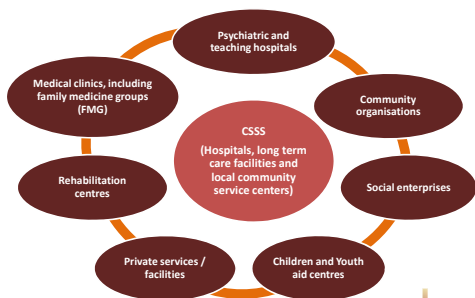 Psychiatric and
teaching hospitals
Medical clinics, including
family medicine groups
(FMG)
Community
organisations
CSSS
(Hospitals, long term
care facilities and
local community
service centers)
Rehabilitation
centres
Social enterprises
Private services /
facilities
Children and Youth
aid centres